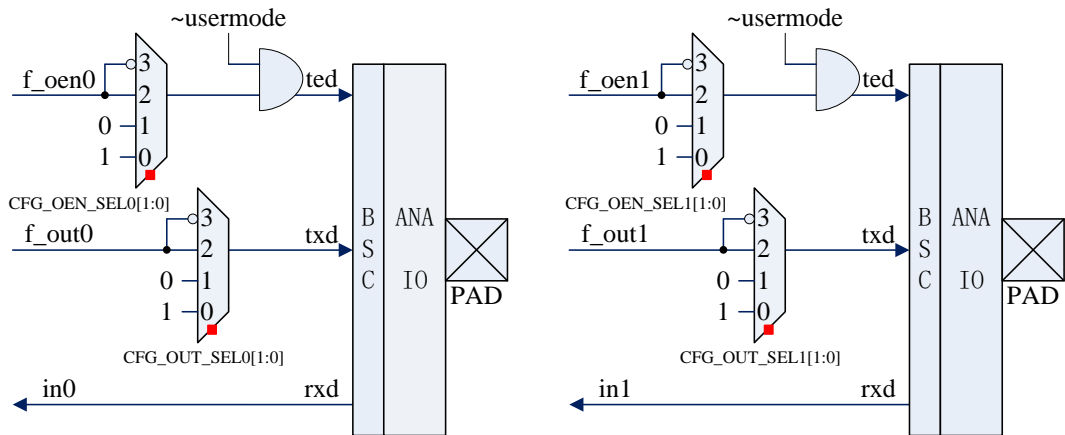 ~usermode
3
f_oen0
ted
2
0
1
1
0
CFG_OEN_SEL0[1:0]
3
f_out0
txd
2
0
1
1
0
CFG_OUT_SEL0[1:0]
B
S
C
ANA
IO
PAD
in0
rxd
~usermode
3
f_oen1
ted
2
0
1
1
0
CFG_OEN_SEL1[1:0]
3
f_out1
txd
2
0
1
1
0
CFG_OUT_SEL1[1:0]
B
S
C
ANA
IO
PAD
in1
rxd